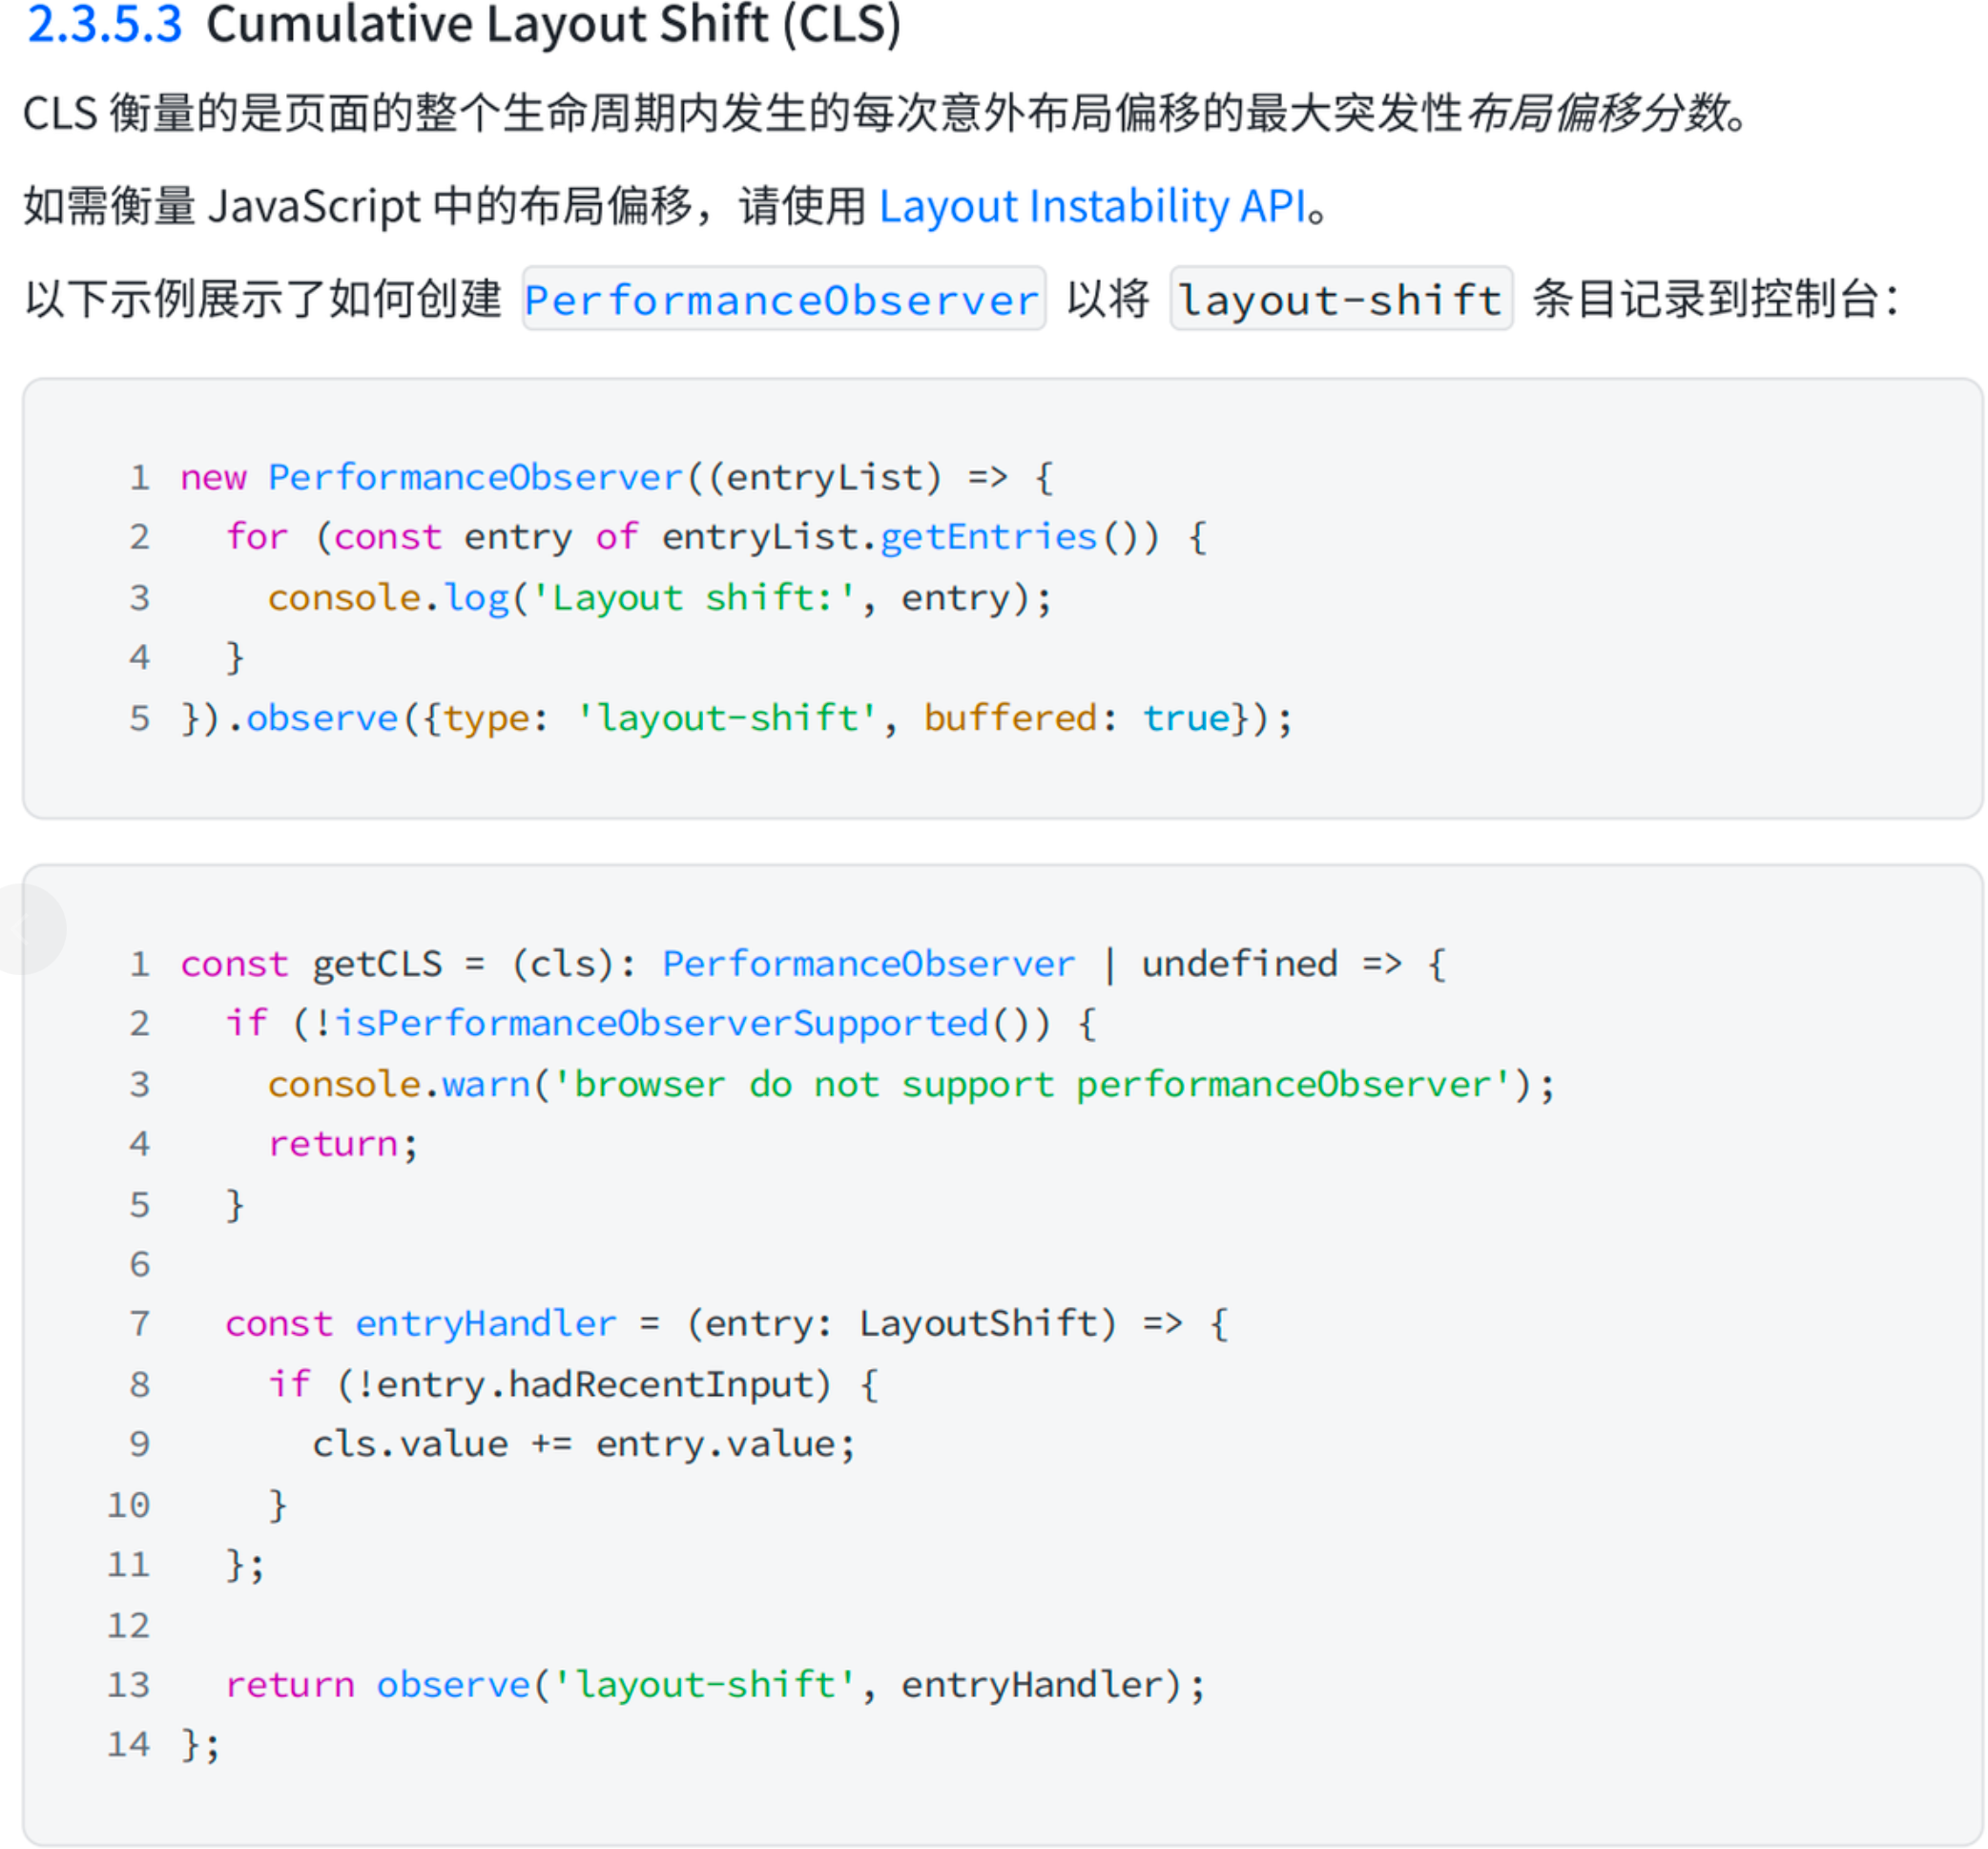 2.3.5.3 Cumulative Layout Shift (CLS)
CLS 衡量的是页面的整个生命周期内发生的每次意外布局偏移的最大突发性布局偏移分数。
如需衡量 JavaScript 中的布局偏移，请使用 Layout Instability API。
以下示例展示了如何创建 PerformanceObserver 以将 layout-shift 条目记录到控制台：
1 new PerformanceObserver((entryList) => {
2   for (const entry of entryList.getEntries()) {
3     console.log('Layout shift:', entry);
4   }
5 }).observe({type: 'layout-shift', buffered: true});
1 const getCLS = (cls): PerformanceObserver | undefined => {
2   if (!isPerformanceObserverSupported()) {
3     console.warn('browser do not support performanceObserver');
4     return;
5   }
6
7   const entryHandler = (entry: LayoutShift) => {
8     if (!entry.hadRecentInput) {
9       cls.value += entry.value;
10     }
11   };
12
13   return observe('layout-shift', entryHandler);
14 };